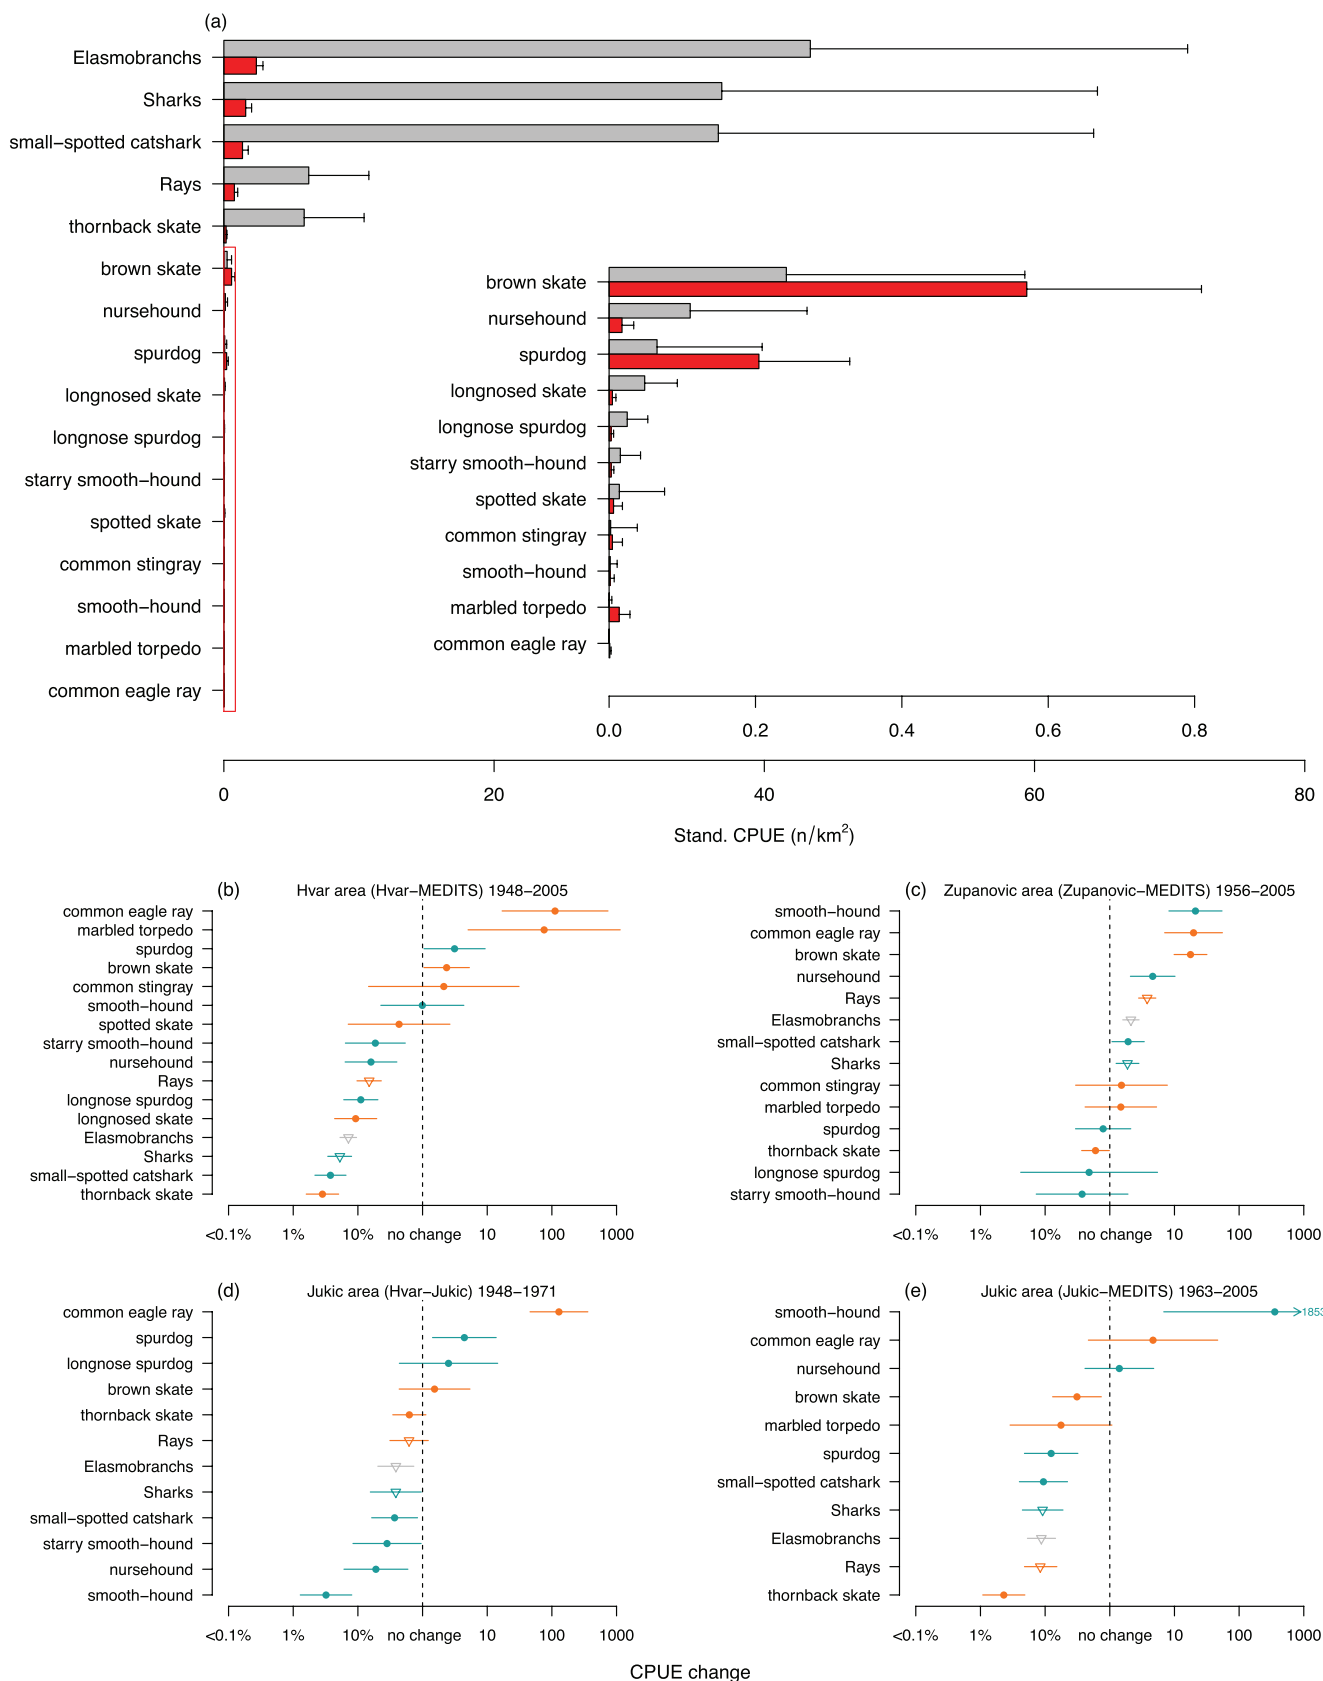 (a)
Elasmobranchs
Sharks
small−spotted catshark
Rays
thornback skate
brown skate
nursehound
spurdog
longnosed skate
longnose spurdog
starry smooth−hound
spotted skate
common stingray
smooth−hound
marbled torpedo
common eagle ray
brown skate
nursehound
spurdog
longnosed skate
longnose spurdog
starry smooth−hound
spotted skate
common stingray
smooth−hound
marbled torpedo
common eagle ray
0.0 0.2 0.4 0.6 0.8
0 20 40 60 80
Stand. CPUE (n/km²)
(b) Hvar area (Hvar−MEDITS) 1948−2005
common eagle ray
marbled torpedo
spurdog
brown skate
common stingray
smooth−hound
spotted skate
starry smooth−hound
nursehound
Rays
longnose spurdog
longnosed skate
Elasmobranchs
Sharks
small−spotted catshark
thornback skate
<0.1% 1% 10% no change 10 100 1000
(c) Zupanovic area (Zupanovic−MEDITS) 1956−2005
smooth−hound
common eagle ray
brown skate
nursehound
Rays
Elasmobranchs
small−spotted catshark
Sharks
common stingray
marbled torpedo
spurdog
thornback skate
longnose spurdog
starry smooth−hound
<0.1% 1% 10% no change 10 100 1000
(d) Jukic area (Hvar−Jukic) 1948−1971
common eagle ray
spurdog
longnose spurdog
brown skate
thornback skate
Rays
Elasmobranchs
Sharks
small−spotted catshark
starry smooth−hound
nursehound
smooth−hound
<0.1% 1% 10% no change 10 100 1000
(e) Jukic area (Jukic−MEDITS) 1963−2005
smooth−hound
common eagle ray
nursehound
brown skate
marbled torpedo
spurdog
small−spotted catshark
Sharks
Elasmobranchs
Rays
thornback skate
<0.1% 1% 10% no change 10 100 1000
CPUE change